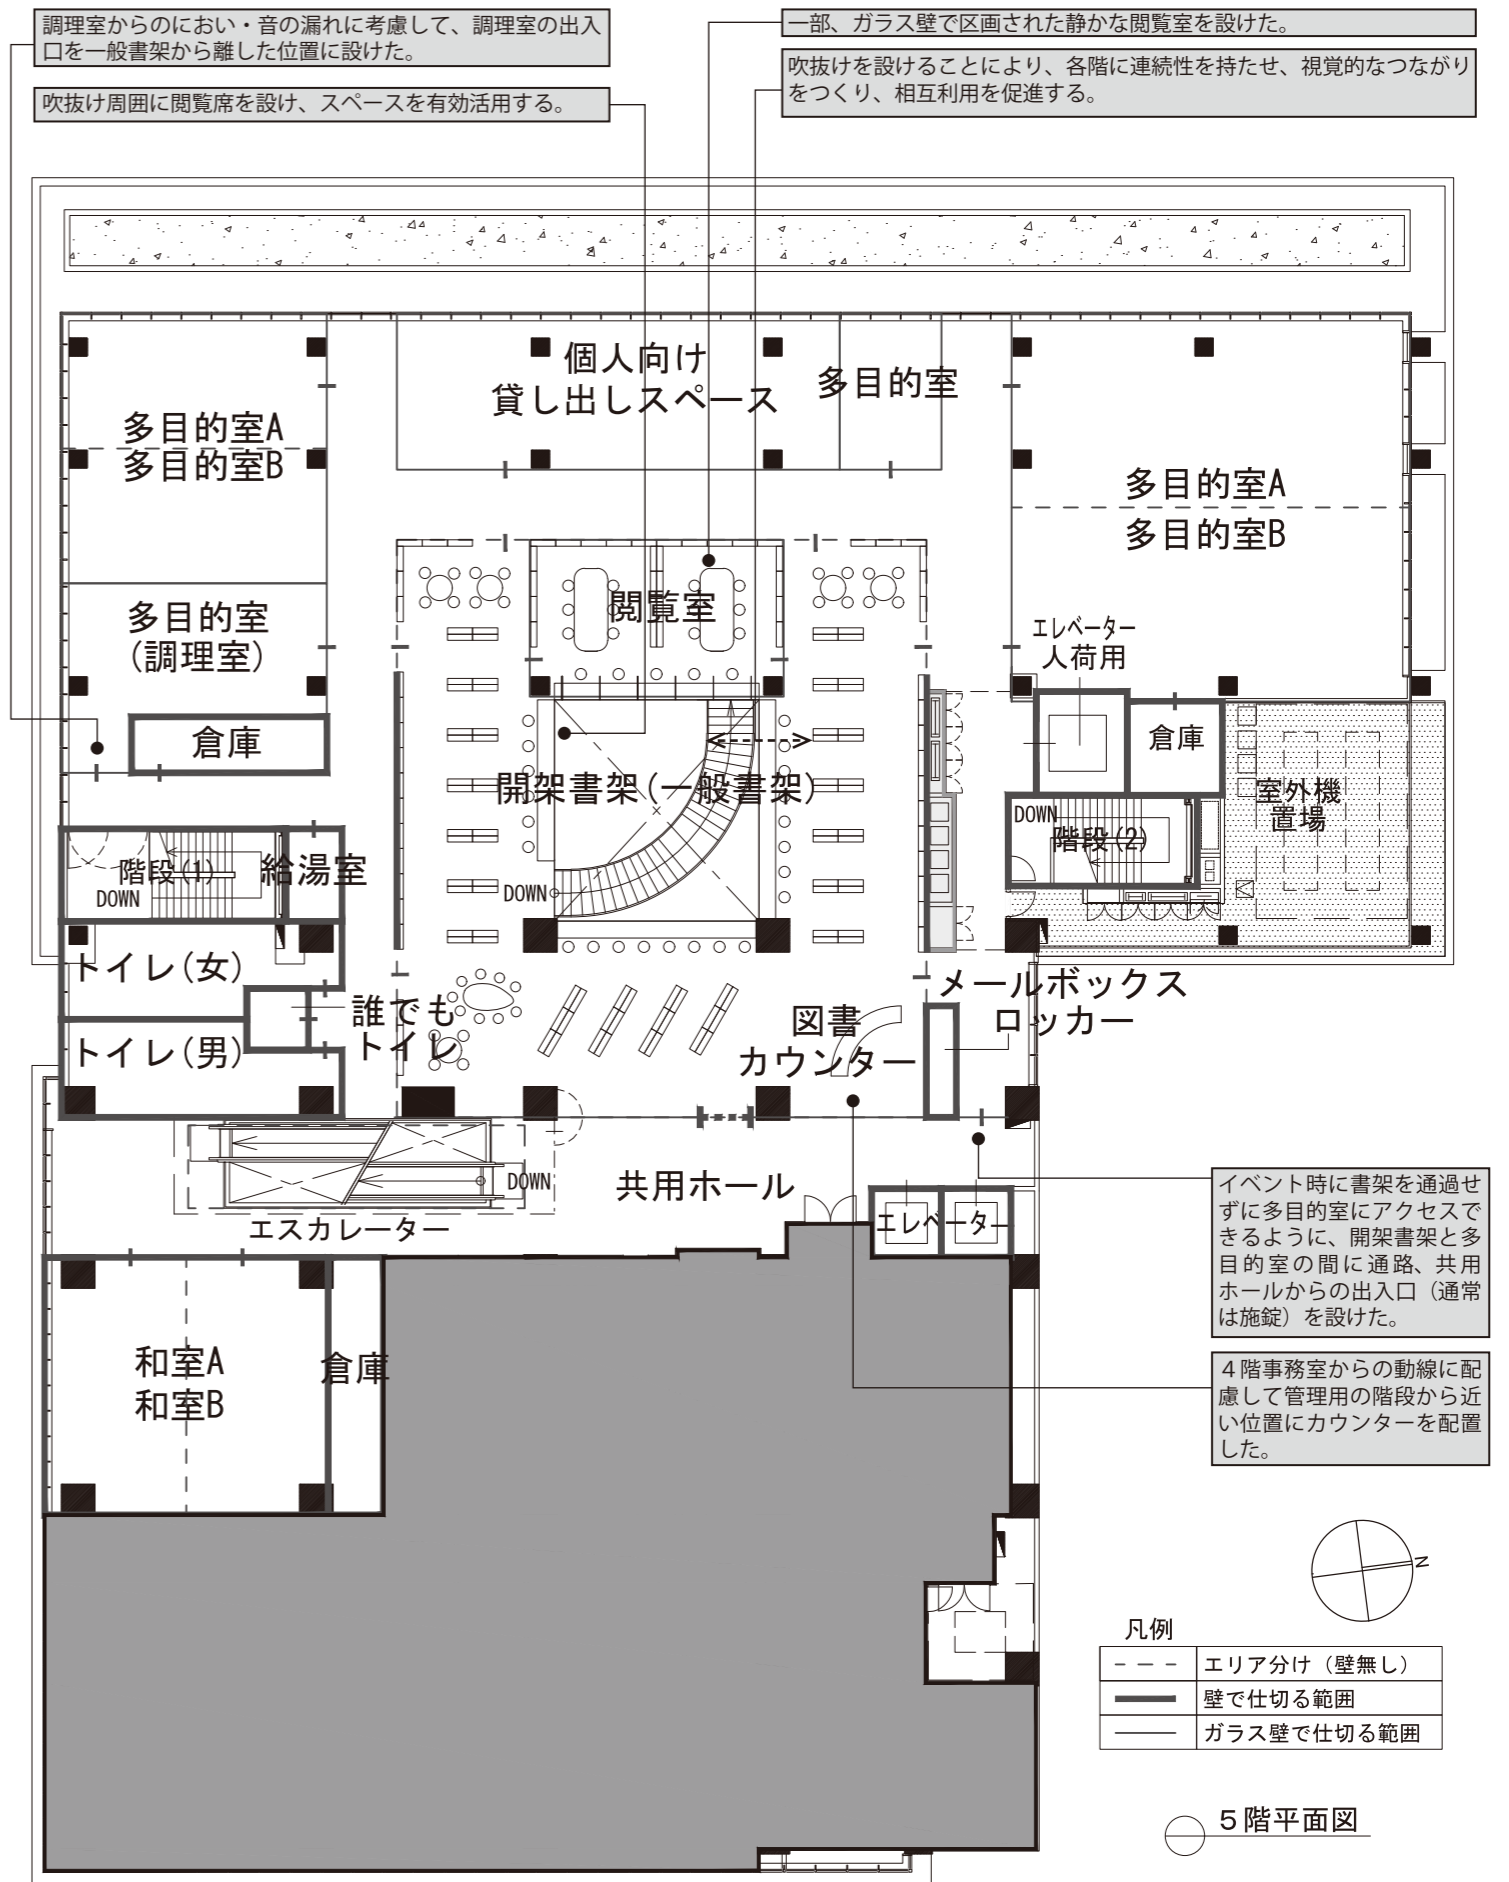 調理室からのにおい・音の漏れに考慮して、調理室の出入
口を一般書架から離した位置に設けた。
吹抜け周囲に閲覧席を設け、スペースを有効活用する。
一部、ガラス壁で区画された静かな閲覧室を設けた。
吹抜けを設けることにより、各階に連続性を持たせ、視覚的なつながり
をつくり、相互利用を促進する。
個人向け
貸し出しスペース
多目的室
多目的室A
多目的室B
多目的室A
多目的室B
多目的室
(調理室)
閲覧室
エレベーター
人荷用
倉庫
倉庫
開架書架(一般書架)
室外機
置場
DOWN
階段(2)
階段(1)
DOWN
給湯室
DOWN
トイレ(女)
誰でも
トイレ
トイレ(男)
メールボックス
ロッカー
図書
カウンター
共用ホール
DOWN
エスカレーター
エレベーター
イベント時に書架を通過せ
ずに多目的室にアクセスで
きるように、開架書架と多
目的室の間に通路、共用
ホールからの出入口（通常
は施錠）を設けた。
和室A
和室B
倉庫
４階事務室からの動線に配
慮して管理用の階段から近
い位置にカウンターを配置
した。
N
凡例
エリア分け（壁無し）
壁で仕切る範囲
ガラス壁で仕切る範囲
５階平面図